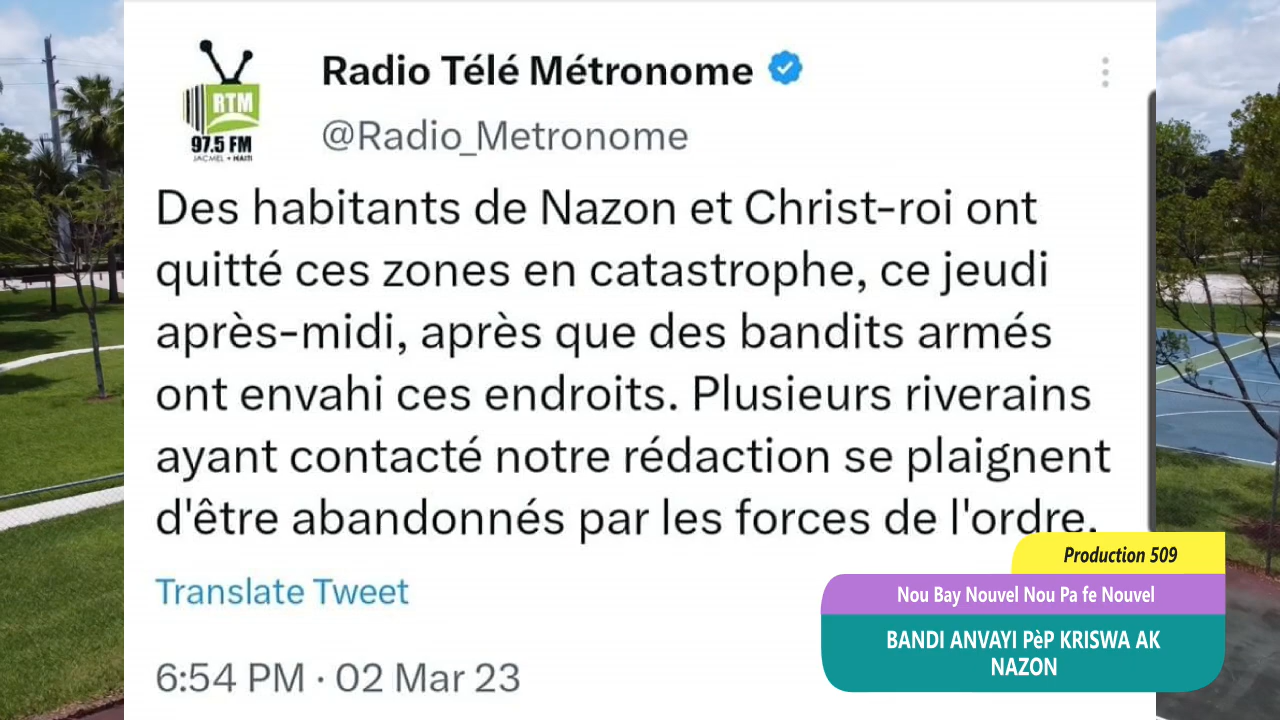 RTM
97.5 FM
JACMEL • HAITI
Radio Télé Métronome
@Radio_Metronome
Des habitants de Nazon et Christ-roi ont
quitté ces zones en catastrophe, ce jeudi
après-midi, après que des bandits armés
ont envahi ces endroits. Plusieurs riverains
ayant contacté notre rédaction se plaignent
d'être abandonnés par les forces de l'ordre.
Translate Tweet
6:54 PM · 02 Mar 23
Production 509
Nou Bay Nouvel Nou Pa fe Nouvel
BANDI ANVAYI PèP KRISWA AK
NAZON